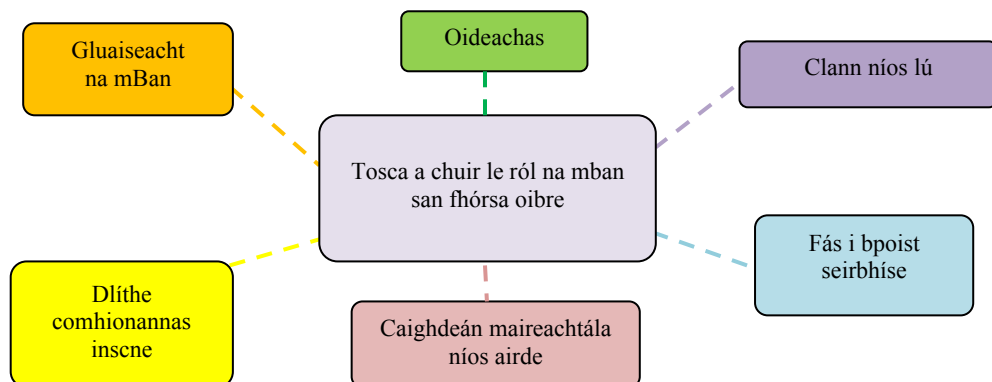 Gluaiseacht
na mBan
Oideachas
Clann níos lú
Tosca a chuir le ról na mban
san fhórsa oibre
Fás i bpoist
seirbhíse
Dlíthe
comhionannas
inscne
Caighdeán maireachtála
níos airde